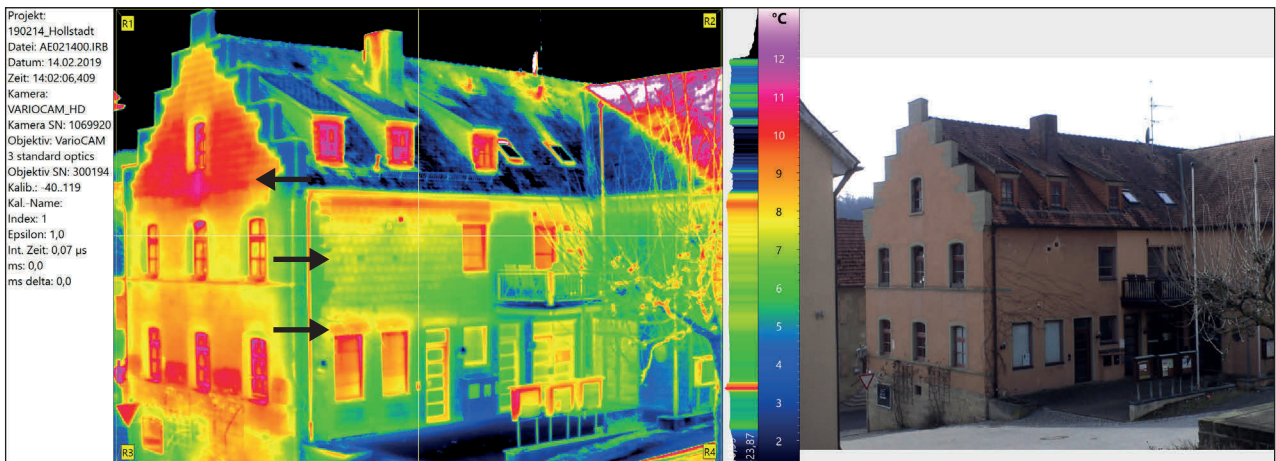 Projekt:
190214_Hollstadt
Datei: AE021400.IRB
Datum: 14.02.2019
Zeit: 14:02:06,409
Kamera:
VARIOCAM_HD
Kamera SN: 1069920
Objektiv: VarioCAM
3 standard optics
Objektiv SN: 300194
Kalib.: -40..119
Kal.-Name:
Index: 1
Epsilon: 1,0
Int. Zeit: 0,07 µs
ms: 0,0
ms delta: 0,0
R1
R2
R3
R4
23,87
°C
12
11
10
9
8
7
6
5
4
3
2